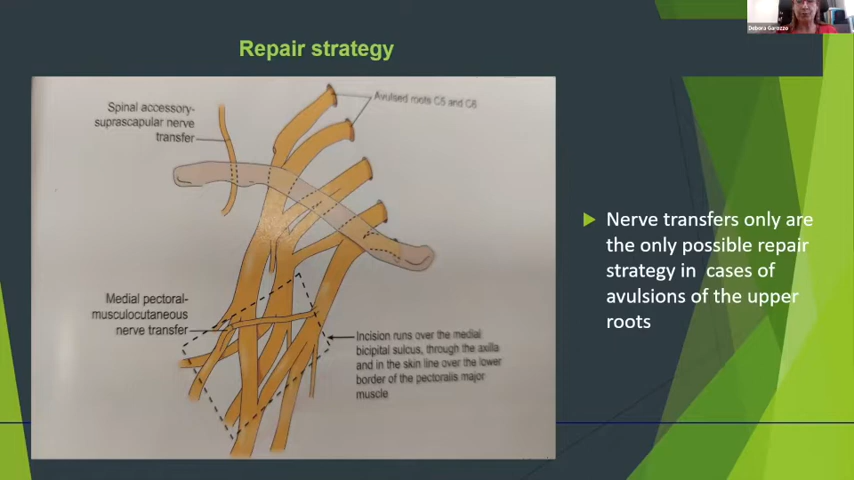 Debora Garozzo
Repair strategy
Spinal accessory-
suprascapular nerve
transfer
Avulsed roots C5 and C6
Medial pectoral-
musculocutaneous
nerve transfer
Incision runs over the medial
bicipital sulcus, through the axilla
and in the skin line over the lower
border of the pectoralis major
muscle
Nerve transfers only are
the only possible repair
strategy in cases of
avulsions of the upper
roots